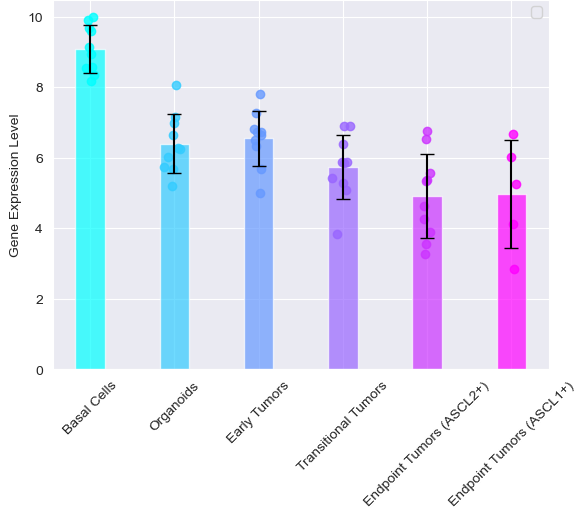 10
8
6
4
2
0
Gene Expression Level
Basal Cells
Organoids
Early Tumors
Transitional Tumors
Endpoint Tumors (ASCL2+)
Endpoint Tumors (ASCL1+)